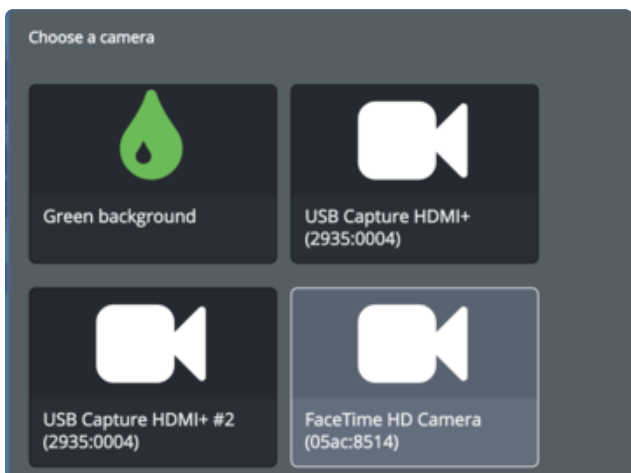 Choose a camera
Green background
USB Capture HDMI+
(2935:0004)
USB Capture HDMI+ #2
(2935:0004)
FaceTime HD Camera
(05ac:8514)